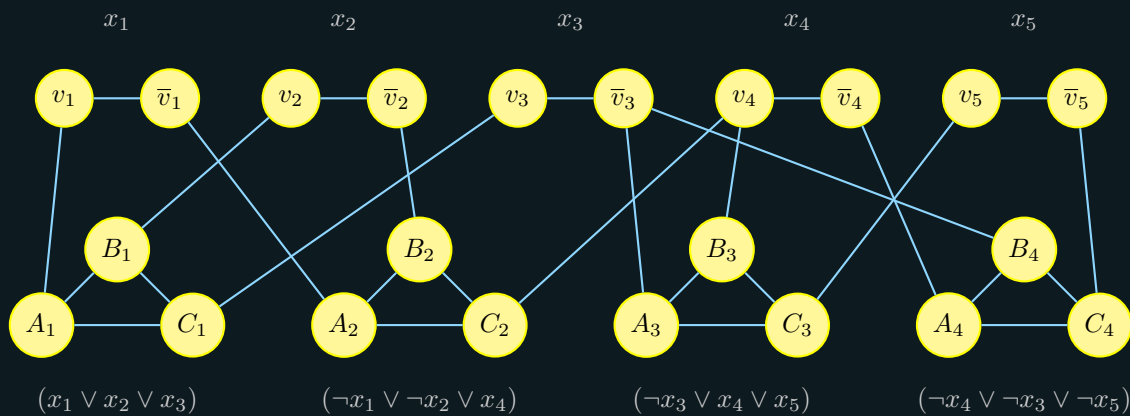 x₁ x₂ x₃ x₄ x₅
v₁ v̅₁ v₂ v̅₂ v₃ v̅₃ v₄ v̅₄ v₅ v̅₅
B₁ B₂ B₃ B₄
A₁ C₁ A₂ C₂ A₃ C₃ A₄ C₄
(x₁ ∨ x₂ ∨ x₃) (¬x₁ ∨ ¬x₂ ∨ x₄) (¬x₃ ∨ x₄ ∨ x₅) (¬x₄ ∨ ¬x₃ ∨ ¬x₅)